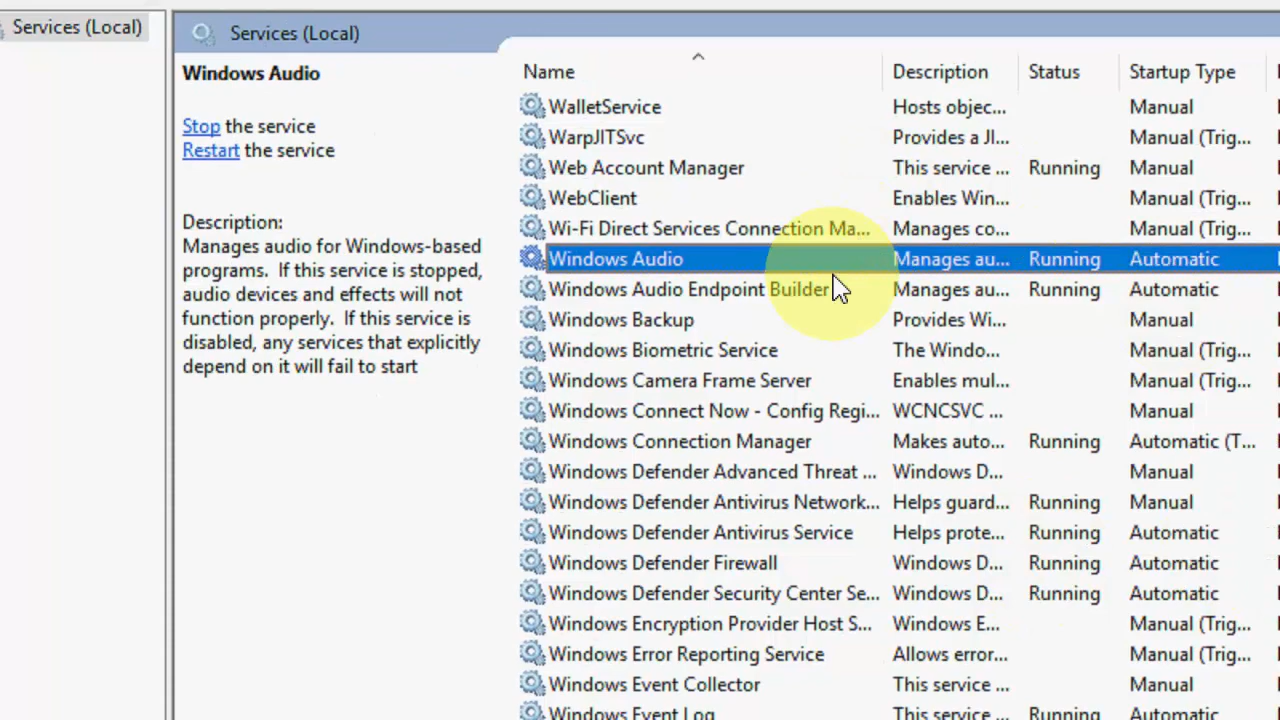 Services (Local)
Services (Local)
Windows Audio
Stop the service
Restart the service
Description:
Manages audio for Windows-based
programs. If this service is stopped,
audio devices and effects will not
function properly. If this service is
disabled, any services that explicitly
depend on it will fail to start
Name Description Status Startup Type
WalletService Hosts objec... Manual
WarpJITSvc Provides a JI... Manual (Trig...
Web Account Manager This service ... Running Manual
WebClient Enables Win... Manual (Trig...
Wi-Fi Direct Services Connection Ma... Manages co... Manual (Trig...
Windows Audio Manages au... Running Automatic
Windows Audio Endpoint Builder Manages au... Running Automatic
Windows Backup Provides Wi... Manual
Windows Biometric Service The Windo... Manual (Trig...
Windows Camera Frame Server Enables mul... Manual (Trig...
Windows Connect Now - Config Regi... WCNCSVC ... Manual
Windows Connection Manager Makes auto... Running Automatic (T...
Windows Defender Advanced Threat ... Windows D... Manual
Windows Defender Antivirus Network... Helps guard... Running Manual
Windows Defender Antivirus Service Helps prote... Running Automatic
Windows Defender Firewall Windows D... Running Automatic
Windows Defender Security Center Se... Windows D... Running Automatic
Windows Encryption Provider Host S... Windows E... Manual (Trig...
Windows Error Reporting Service Allows error... Manual (Trig...
Windows Event Collector This service ... Manual
Windows Event Log This service ... Running Automatic